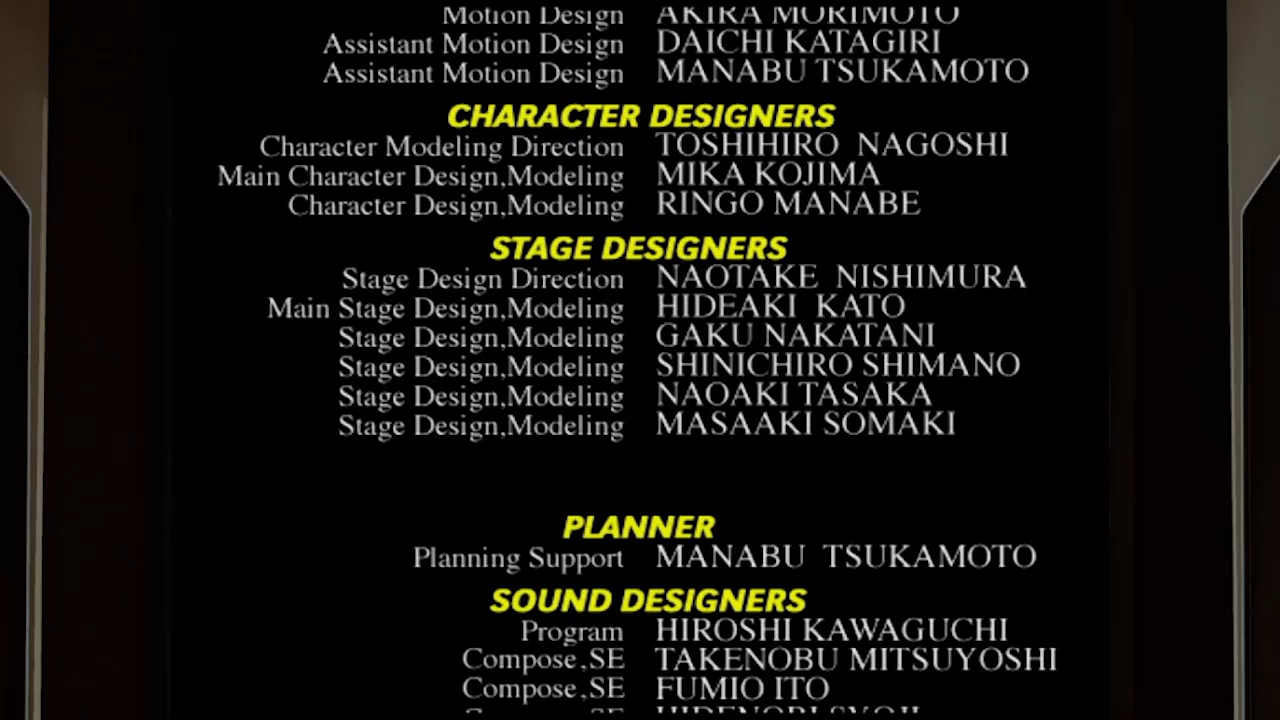 Motion Design AKIRA MORIMOTO
Assistant Motion Design DAICHI KATAGIRI
Assistant Motion Design MANABU TSUKAMOTO
CHARACTER DESIGNERS
Character Modeling Direction TOSHIHIRO NAGOSHI
Main Character Design,Modeling MIKA KOJIMA
Character Design,Modeling RINGO MANABE
STAGE DESIGNERS
Stage Design Direction NAOTAKE NISHIMURA
Main Stage Design,Modeling HIDEAKI KATO
Stage Design,Modeling GAKU NAKATANI
Stage Design,Modeling SHINICHIRO SHIMANO
Stage Design,Modeling NAOAKI TASAKA
Stage Design,Modeling MASAAKI SOMAKI
PLANNER
Planning Support MANABU TSUKAMOTO
SOUND DESIGNERS
Program HIROSHI KAWAGUCHI
Compose,SE TAKENOBU MITSUYOSHI
Compose,SE FUMIO ITO